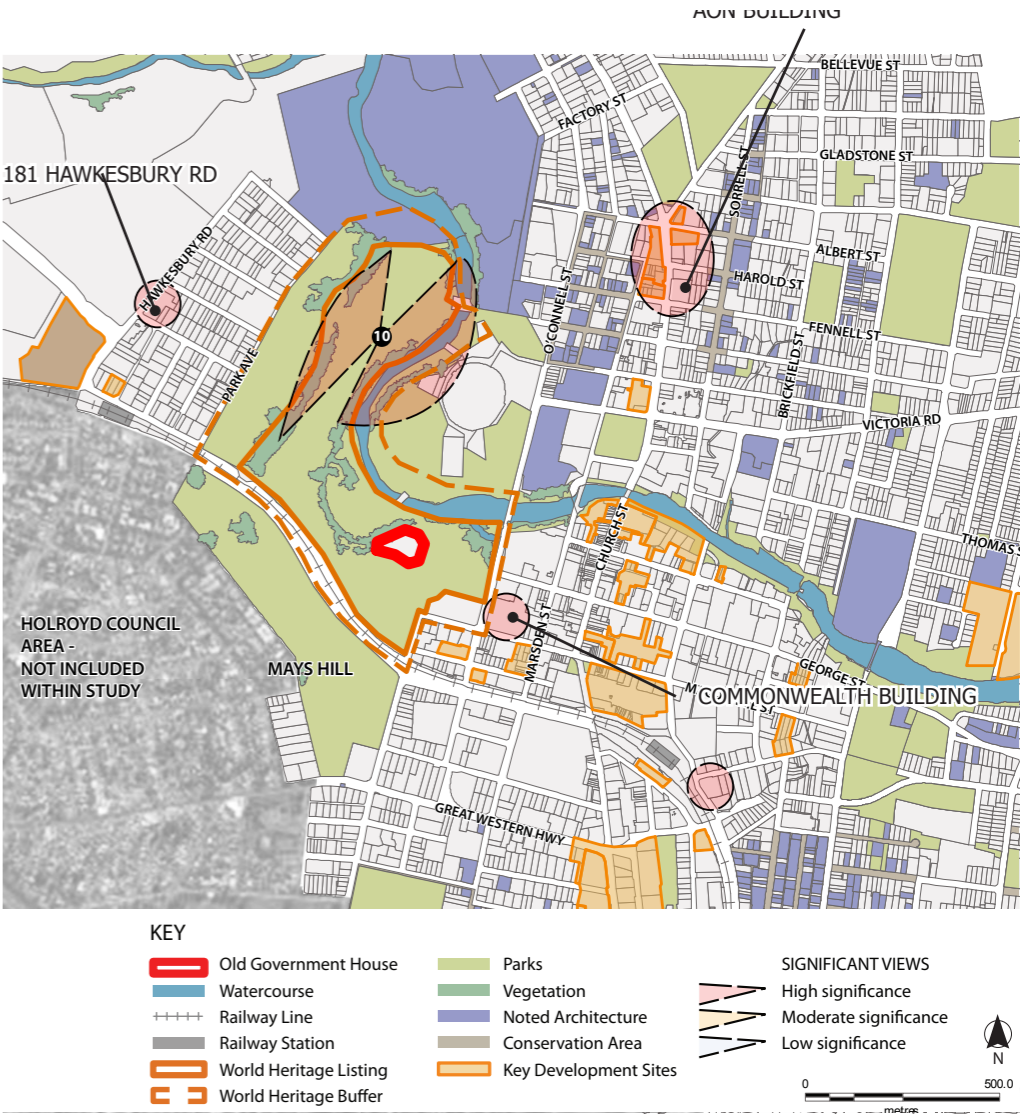 AON BUILDING
BELLEVUE ST
FACTORY ST
GLADSTONE ST
SORRELL ST
181 HAWKESBURY RD
HAWKESBURY RD
ALBERT ST
HAROLD ST
O'CONNELL ST
FENNELL ST
10
PARK AVE
BRICKFIELD ST
VICTORIA RD
CHURCH ST
THOMAS S
HOLROYD COUNCIL
AREA -
NOT INCLUDED
WITHIN STUDY
MAYS HILL
MARSDEN ST
GEORGE ST
COMMONWEALTH BUILDING
GREAT WESTERN HWY
KEY
Old Government House
Watercourse
Railway Line
Railway Station
World Heritage Listing
World Heritage Buffer
Parks
Vegetation
Noted Architecture
Conservation Area
Key Development Sites
SIGNIFICANT VIEWS
High significance
Moderate significance
Low significance
N
0 500.0
metres